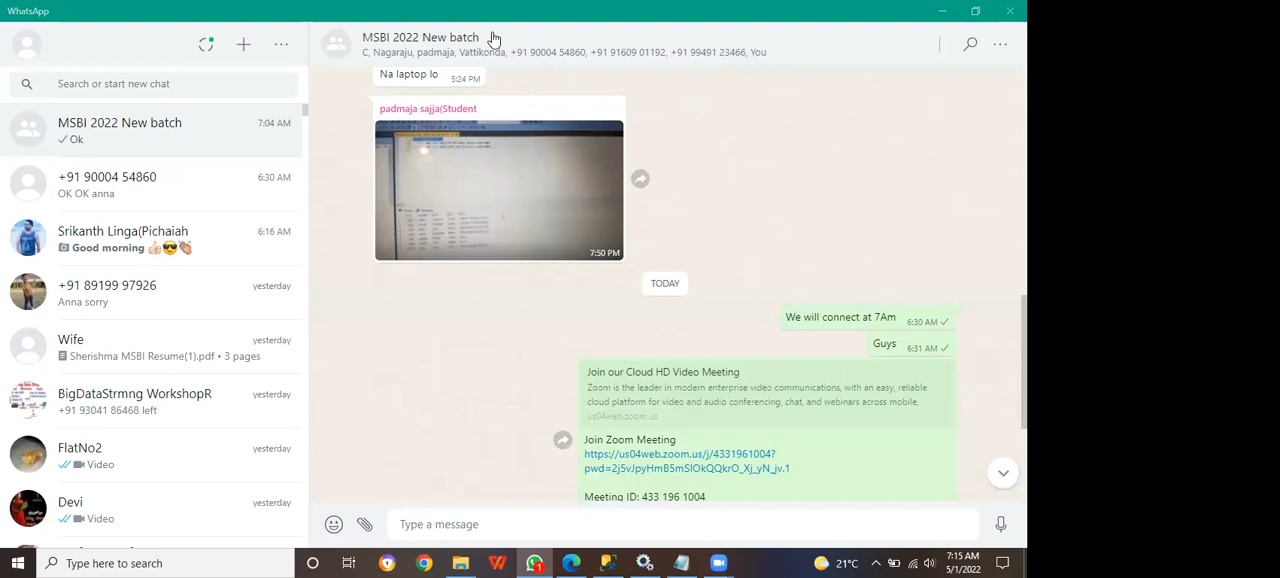 WhatsApp
MSBI 2022 New batch
C, Nagaraju, padmaja, Vattikonda, +91 90004 54860, +91 91609 01192, +91 99491 23466, You
Search or start new chat
MSBI 2022 New batch 7:04 AM
Ok
+91 90004 54860 6:30 AM
OK OK anna
Srikanth Linga(Pichaiah 6:16 AM
Good morning 👍🏻😎👏🏽
+91 89199 97926 yesterday
Anna sorry
Wife yesterday
Sherishma MSBI Resume(1).pdf • 3 pages
BigDataStrmng WorkshopR yesterday
+91 93041 86468 left
FlatNo2 yesterday
Video
Devi yesterday
Video
Na laptop lo 5:24 PM
padmaja sajja(Student
7:50 PM
TODAY
We will connect at 7Am 6:30 AM
Guys 6:31 AM
Join our Cloud HD Video Meeting
Zoom is the leader in modern enterprise video communications, with an easy, reliable
cloud platform for video and audio conferencing, chat, and webinars across mobile,
us04web.zoom.us
Join Zoom Meeting
https://us04web.zoom.us/j/4331961004?
pwd=2j5vJpyHmB5mSIOkQQkrO_Xj_yN_jv.1
Meeting ID: 433 196 1004
Type a message
Type here to search
1
21°C
7:15 AM
5/1/2022